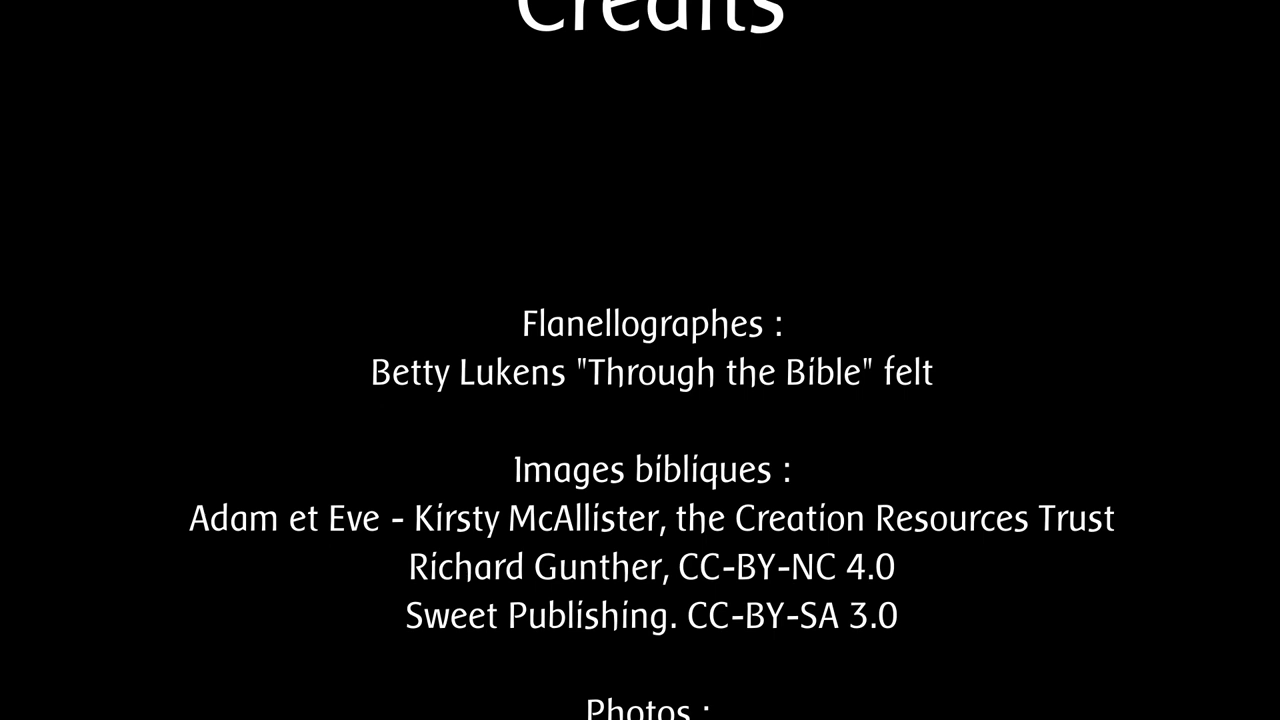 Credits
Flanellographes :
Betty Lukens "Through the Bible" felt
Images bibliques :
Adam et Eve - Kirsty McAllister, the Creation Resources Trust
Richard Gunther, CC-BY-NC 4.0
Sweet Publishing. CC-BY-SA 3.0
Photos :